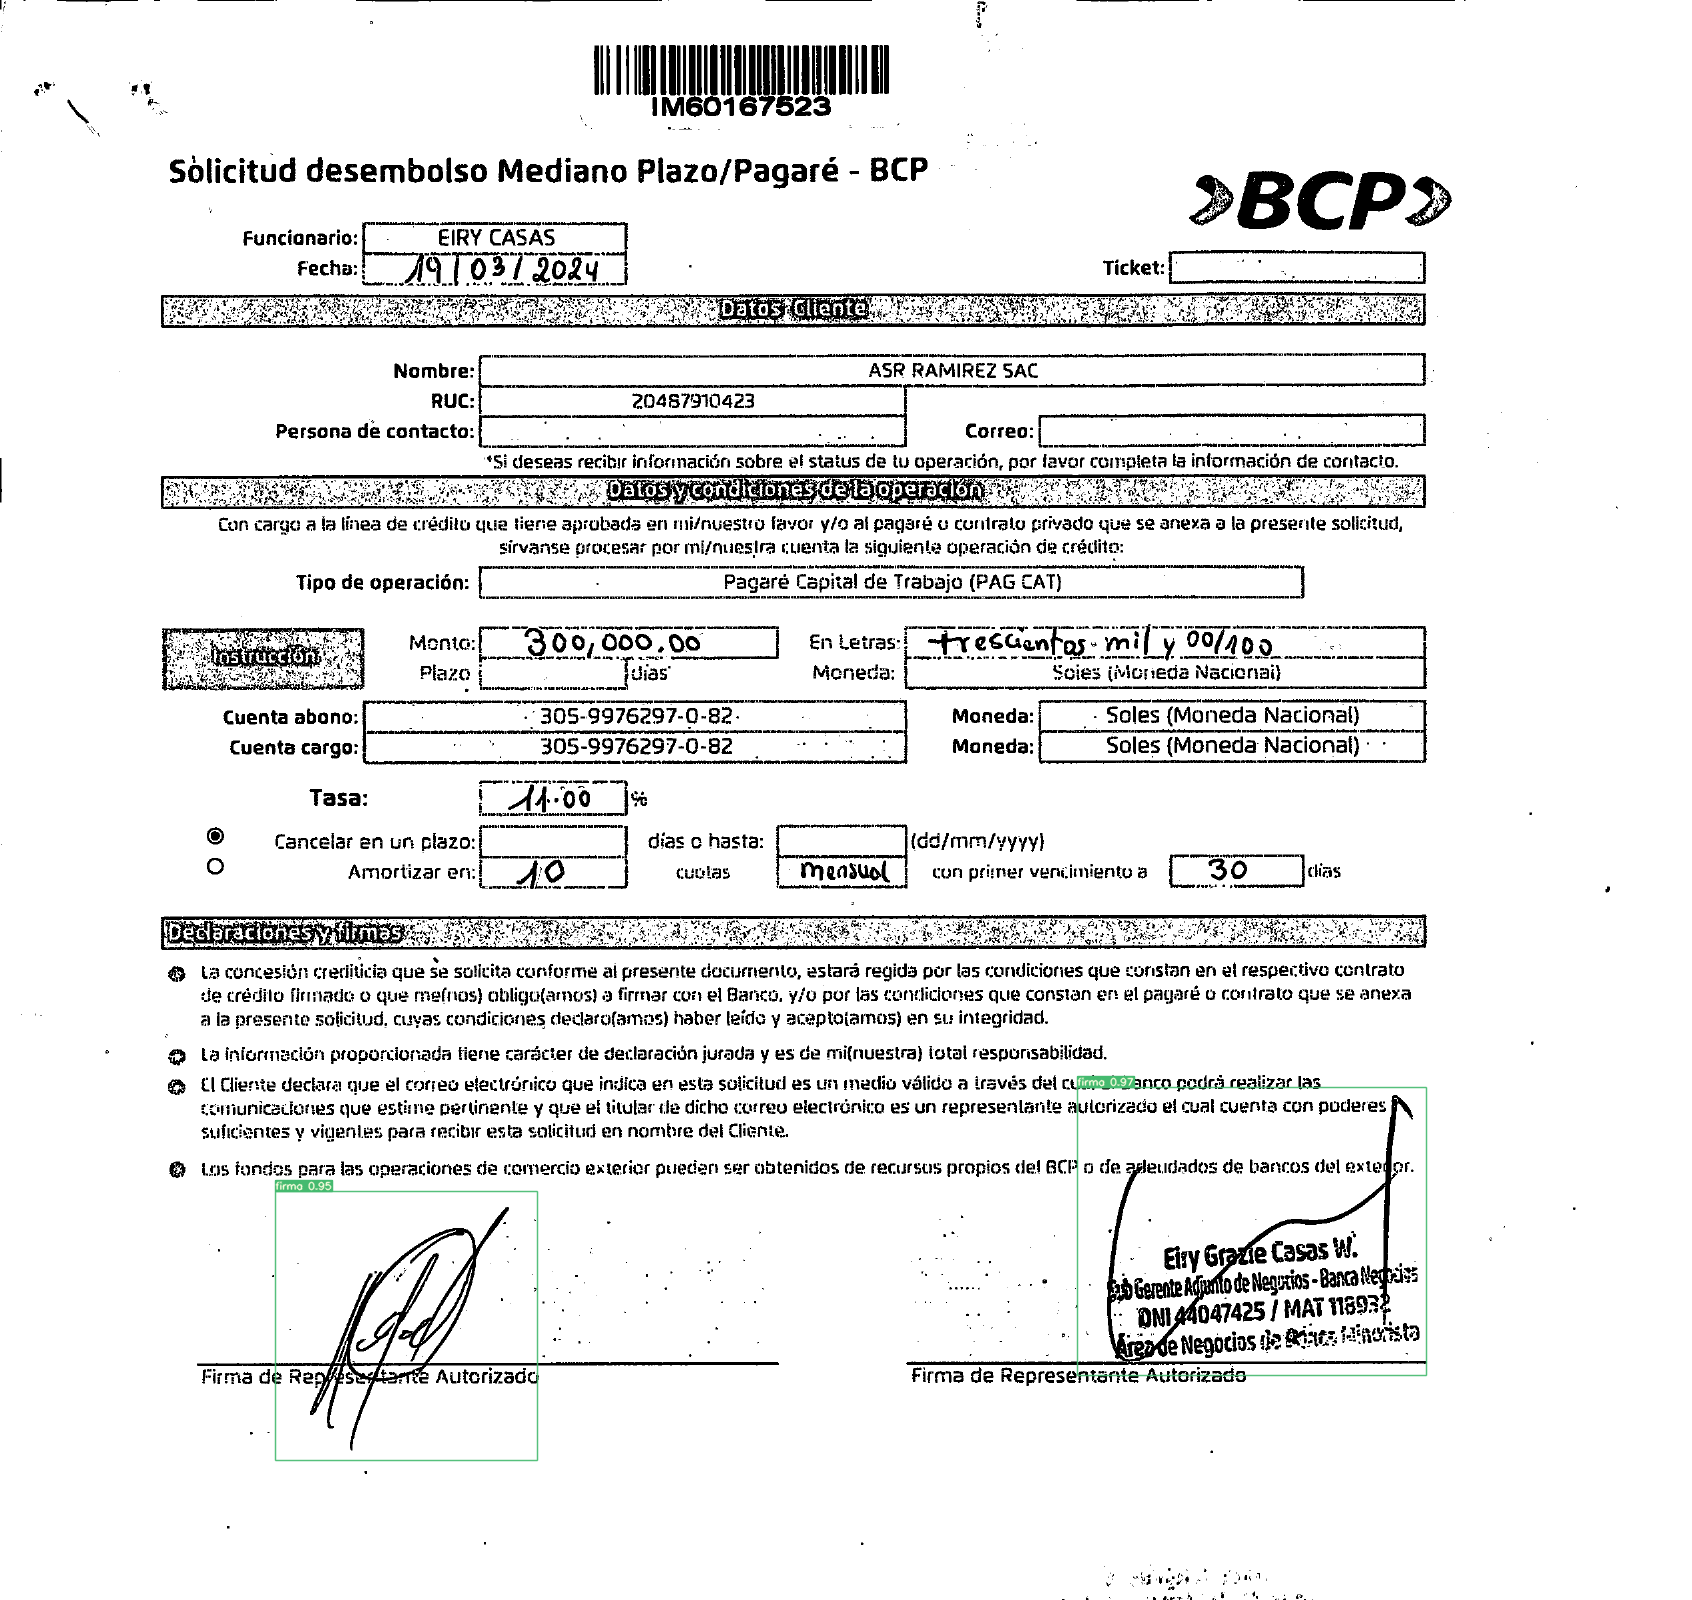 IM60167523
Solicitud desembolso Mediano Plazo/Pagaré - BCP
BCP
Funcionario: EIRY CASAS
Fecha: 19/03/2024
Ticket:
Datos Cliente
Nombre: ASR RAMIREZ SAC
RUC: 20487910423
Persona de contacto: Correo:
*Si deseas recibir información sobre el status de tu operación, por favor completa la información de contacto.
Datos y condiciones de la operación
Con cargo a la línea de crédito que tiene aprobada en mi/nuestro favor y/o al pagaré o contrato privado que se anexa a la presente solicitud,
sírvanse procesar por mi/nuestra cuenta la siguiente operación de crédito:
Tipo de operación: Pagaré Capital de Trabajo (PAG CAT)
Instrucción
Monto: 300,000.00 En Letras: trescientos mil y 00/100
Plazo días Moneda: Soles (Moneda Nacional)
Cuenta abono: 305-9976297-0-82 Moneda: Soles (Moneda Nacional)
Cuenta cargo: 305-9976297-0-82 Moneda: Soles (Moneda Nacional)
Tasa: 11.00 %
Cancelar en un plazo: días o hasta: (dd/mm/yyyy)
Amortizar en: 10 cuotas mensual con primer vencimiento a 30 días
Declaraciones y firmas
La concesión crediticia que se solicita conforme al presente documento, estará regida por las condiciones que constan en el respectivo contrato
de crédito firmado o que me(nos) obligo(amos) a firmar con el Banco, y/o por las condiciones que constan en el pagaré o contrato que se anexa
a la presente solicitud, cuyas condiciones declaro(amos) haber leído y acepto(amos) en su integridad.
La información proporcionada tiene carácter de declaración jurada y es de mi(nuestra) total responsabilidad.
El Cliente declara que el correo electrónico que indica en esta solicitud es un medio válido a través del firma 0.97 anco podrá realizar las
comunicaciones que estime pertinente y que el titular de dicho correo electrónico es un representante autorizado el cual cuenta con poderes
suficientes y vigentes para recibir esta solicitud en nombre del Cliente.
Los fondos para las operaciones de comercio exterior pueden ser obtenidos de recursos propios del BCP o de adeudados de bancos del exterior.
firma 0.95
Eiry Grazie Casas W.
Sub Gerente Adjunto de Negocios - Banca Negocios
DNI 44047425 / MAT 118932
Área de Negocios de Banca Minorista
Firma de Representante Autorizado
Firma de Representante Autorizado